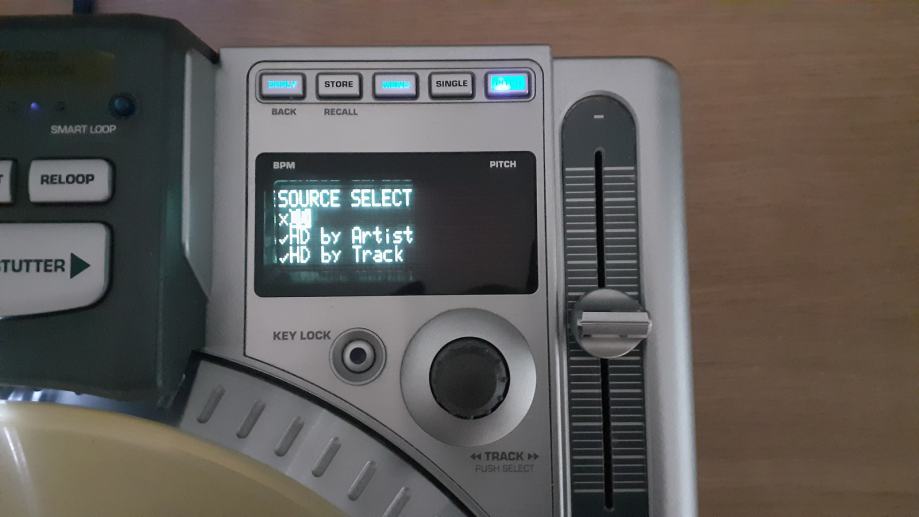 STORE
SINGLE
BACK
RECALL
SMART LOOP
BPM
PITCH
RELOOP
SOURCE SELECT
x
✓HD by Artist
✓HD by Track
STUTTER
KEY LOCK
TRACK
PUSH SELECT